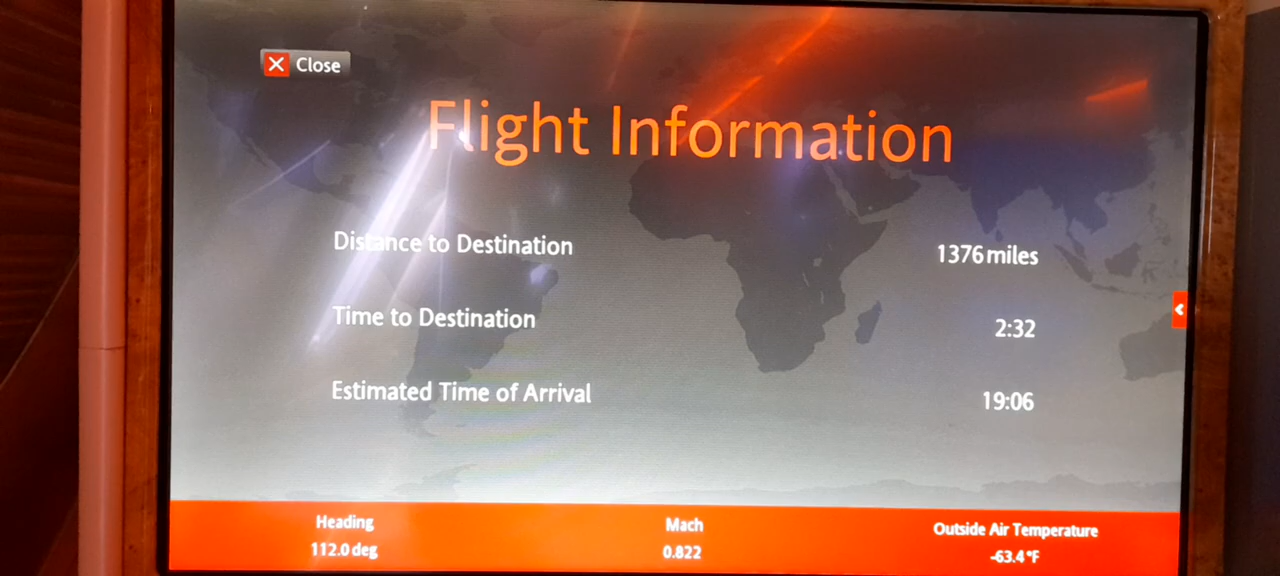 Close
Flight Information
Distance to Destination 1376 miles
Time to Destination 2:32
Estimated Time of Arrival 19:06
Heading Mach Outside Air Temperature
112.0 deg 0.822 -63.4 °F